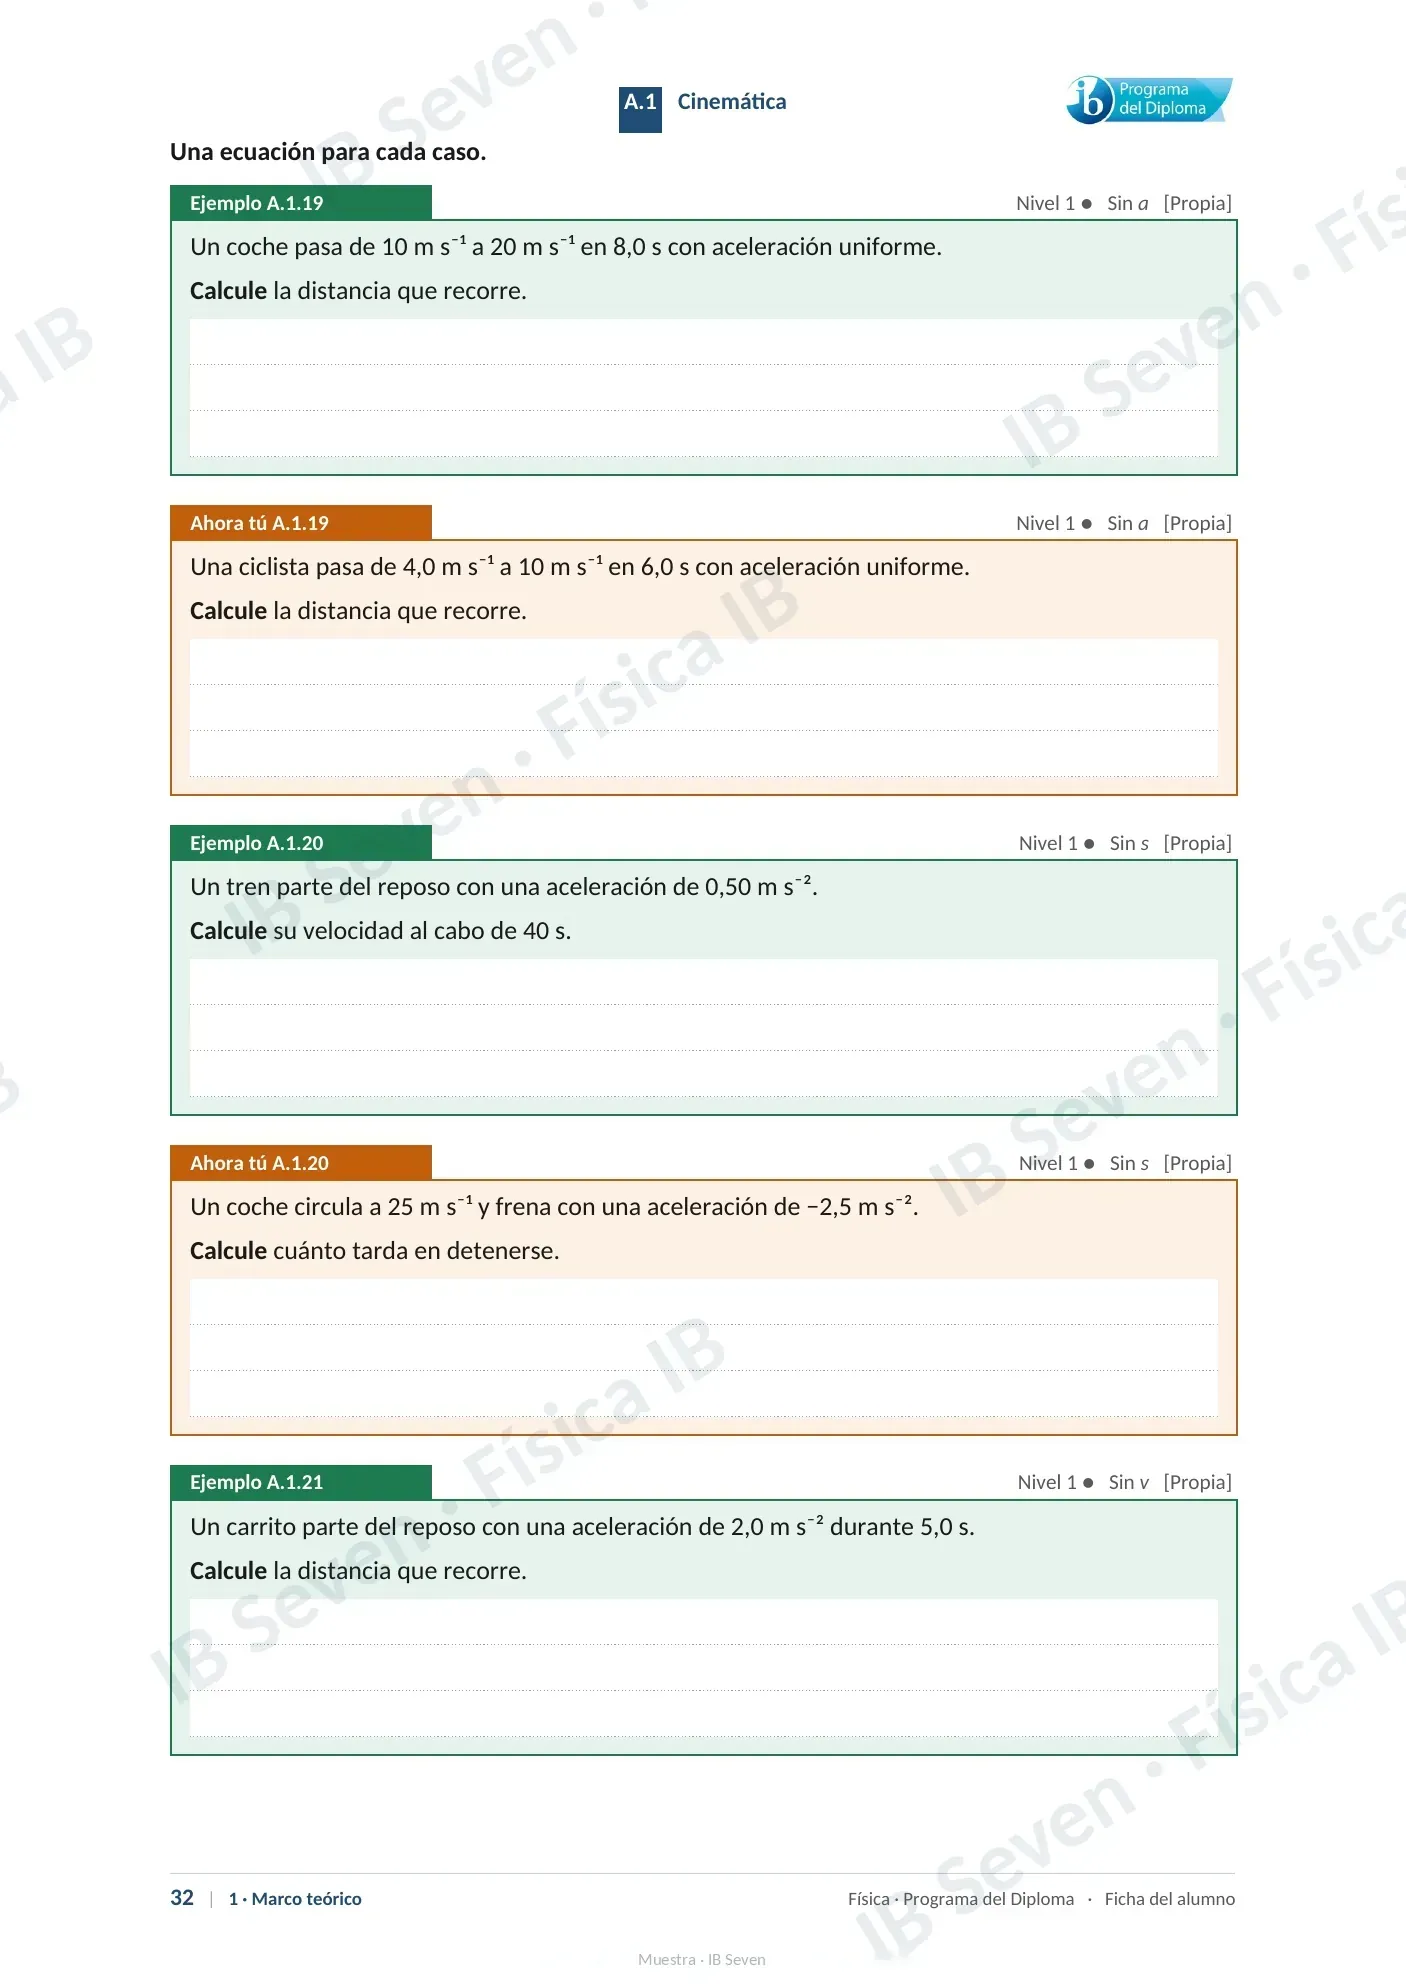 A.1 Cinemática
ib Programa del Diploma
Una ecuación para cada caso.
Ejemplo A.1.19 Nivel 1 ● Sin a [Propia]
Un coche pasa de 10 m s⁻¹ a 20 m s⁻¹ en 8,0 s con aceleración uniforme.
Calcule la distancia que recorre.
Ahora tú A.1.19 Nivel 1 ● Sin a [Propia]
Una ciclista pasa de 4,0 m s⁻¹ a 10 m s⁻¹ en 6,0 s con aceleración uniforme.
Calcule la distancia que recorre.
Ejemplo A.1.20 Nivel 1 ● Sin s [Propia]
Un tren parte del reposo con una aceleración de 0,50 m s⁻².
Calcule su velocidad al cabo de 40 s.
Ahora tú A.1.20 Nivel 1 ● Sin s [Propia]
Un coche circula a 25 m s⁻¹ y frena con una aceleración de −2,5 m s⁻².
Calcule cuánto tarda en detenerse.
Ejemplo A.1.21 Nivel 1 ● Sin v [Propia]
Un carrito parte del reposo con una aceleración de 2,0 m s⁻² durante 5,0 s.
Calcule la distancia que recorre.
32 | 1 · Marco teórico Física · Programa del Diploma · Ficha del alumno
Muestra · IB Seven
IB Seven · Física IB